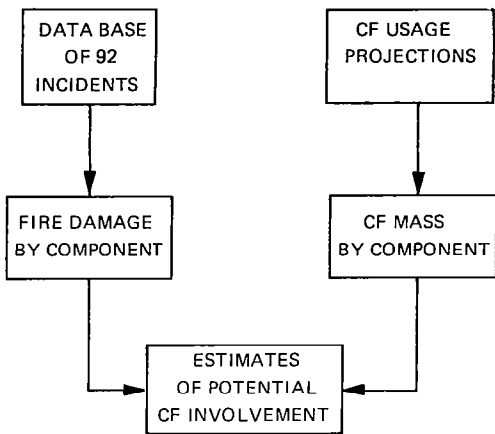 DATA BASE
OF 92
INCIDENTS
CF USAGE
PROJECTIONS
FIRE DAMAGE
BY COMPONENT
CF MASS
BY COMPONENT
ESTIMATES
OF POTENTIAL
CF INVOLVEMENT